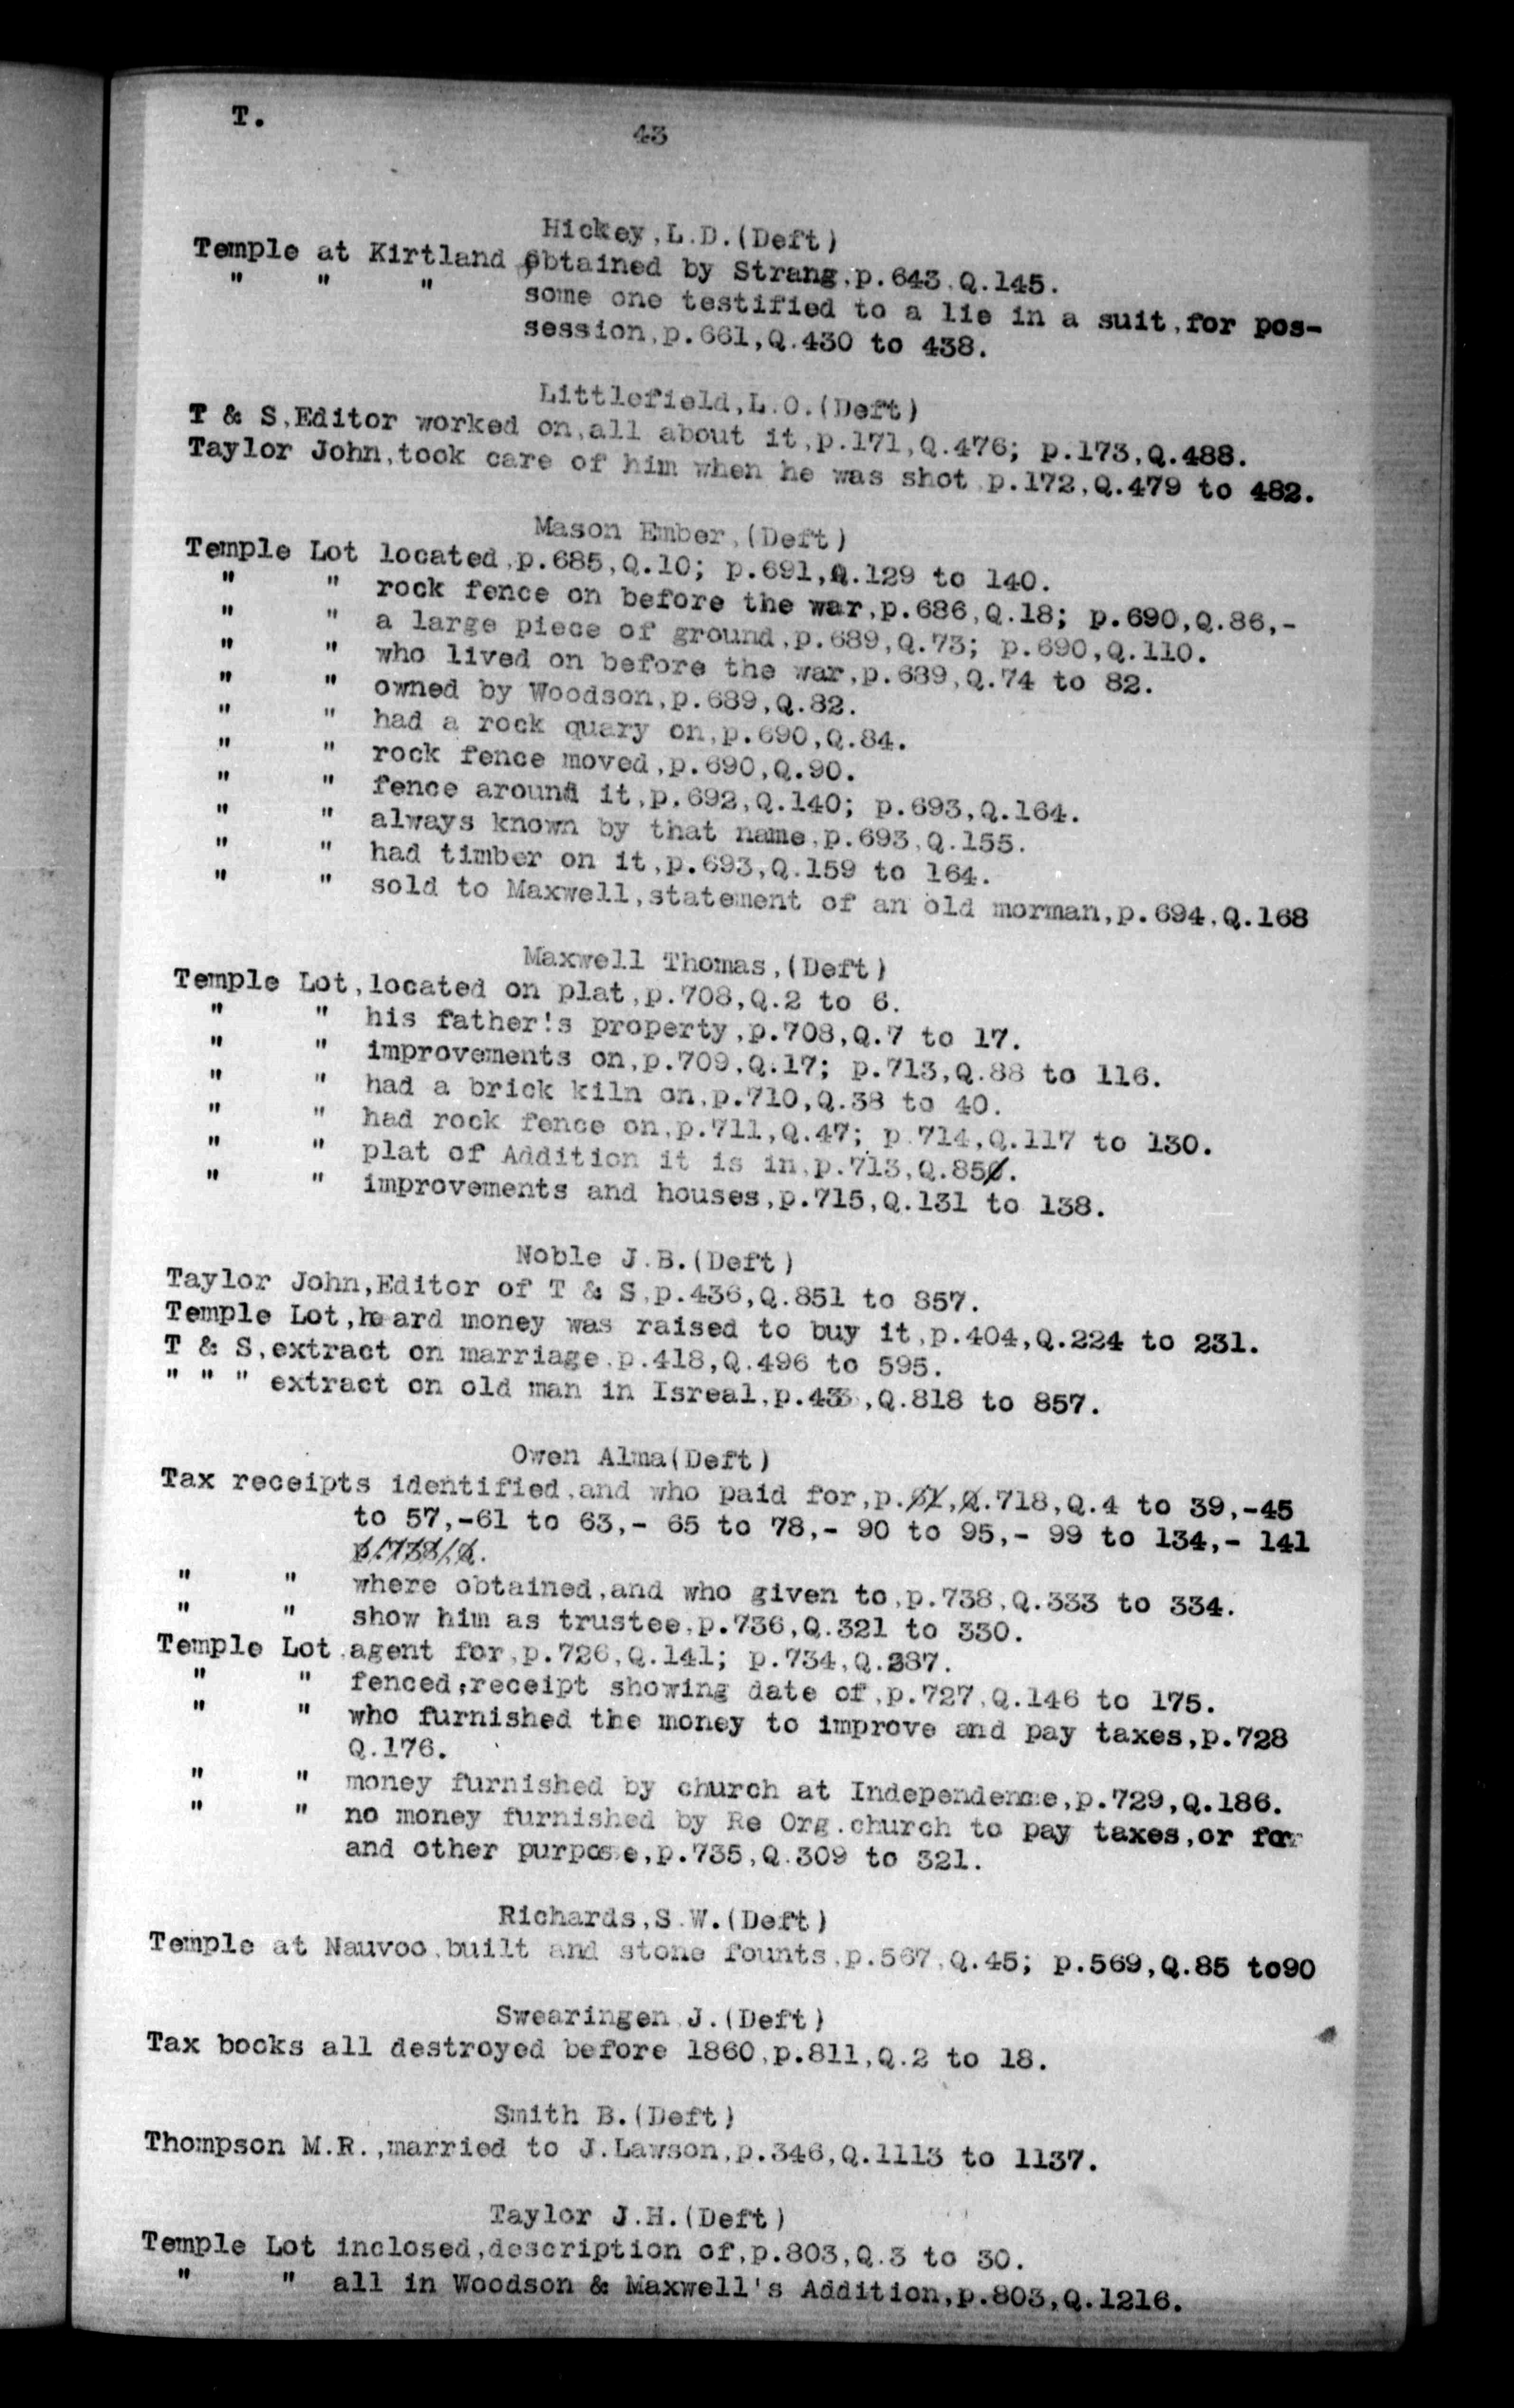 T.
43
Hickey,L.D.(Deft)
Temple at Kirtland obtained by Strang,p.643,Q.145.
" " " some one testified to a lie in a suit,for pos-
session,p.661,Q.430 to 438.
Littlefield,L.O.(Deft)
T & S,Editor worked on,all about it,p.171,Q.476; p.173,Q.488.
Taylor John,took care of him when he was shot p.172,Q.479 to 482.
Mason Ember,(Deft)
Temple Lot located,p.685,Q.10; p.691,Q.129 to 140.
" " rock fence on before the war,p.686,Q.18; p.690,Q.86,-
" " a large piece of ground,p.689,Q.73; p.690,Q.110.
" " who lived on before the war,p.689,Q.74 to 82.
" " owned by Woodson,p.689,Q.82.
" " had a rock quary on,p.690,Q.84.
" " rock fence moved,p.690,Q.90.
" " fence around it,p.692,Q.140; p.693,Q.164.
" " always known by that name,p.693,Q.155.
" " had timber on it,p.693,Q.159 to 164.
" " sold to Maxwell,statement of an old morman,p.694,Q.168
Maxwell Thomas,(Deft)
Temple Lot,located on plat,p.708,Q.2 to 6.
" " his father!s property,p.708,Q.7 to 17.
" " improvements on,p.709,Q.17; p.713,Q.88 to 116.
" " had a brick kiln on,p.710,Q.38 to 40.
" " had rock fence on,p.711,Q.47; p.714,Q.117 to 130.
" " plat of Addition it is in,p.713,Q.850.
" " improvements and houses,p.715,Q.131 to 138.
Noble J.B.(Deft)
Taylor John,Editor of T & S,p.436,Q.851 to 857.
Temple Lot,heard money was raised to buy it,p.404,Q.224 to 231.
T & S,extract on marriage,p.418,Q.496 to 595.
" " " extract on old man in Isreal,p.433,Q.818 to 857.
Owen Alma(Deft)
Tax receipts identified,and who paid for,p.61,Q.718,Q.4 to 39,-45
to 57,-61 to 63,- 65 to 78,- 90 to 95,- 99 to 134,- 141
p.738,Q.
" " where obtained,and who given to,p.738,Q.333 to 334.
" " show him as trustee,p.736,Q.321 to 330.
Temple Lot,agent for,p.726,Q.141; p.734,Q.287.
" " fenced,receipt showing date of,p.727,Q.146 to 175.
" " who furnished the money to improve and pay taxes,p.728
Q.176.
" " money furnished by church at Independence,p.729,Q.186.
" " no money furnished by Re Org.church to pay taxes,or for
and other purpose,p.735,Q.309 to 321.
Richards,S.W.(Deft)
Temple at Nauvoo,built and stone founts,p.567,Q.45; p.569,Q.85 to90
Swearingen J.(Deft)
Tax books all destroyed before 1860,p.811,Q.2 to 18.
Smith B.(Deft)
Thompson M.R.,married to J.Lawson,p.346,Q.1113 to 1137.
Taylor J.H.(Deft)
Temple Lot inclosed,description of,p.803,Q.3 to 30.
" " all in Woodson & Maxwell's Addition,p.803,Q.1216.